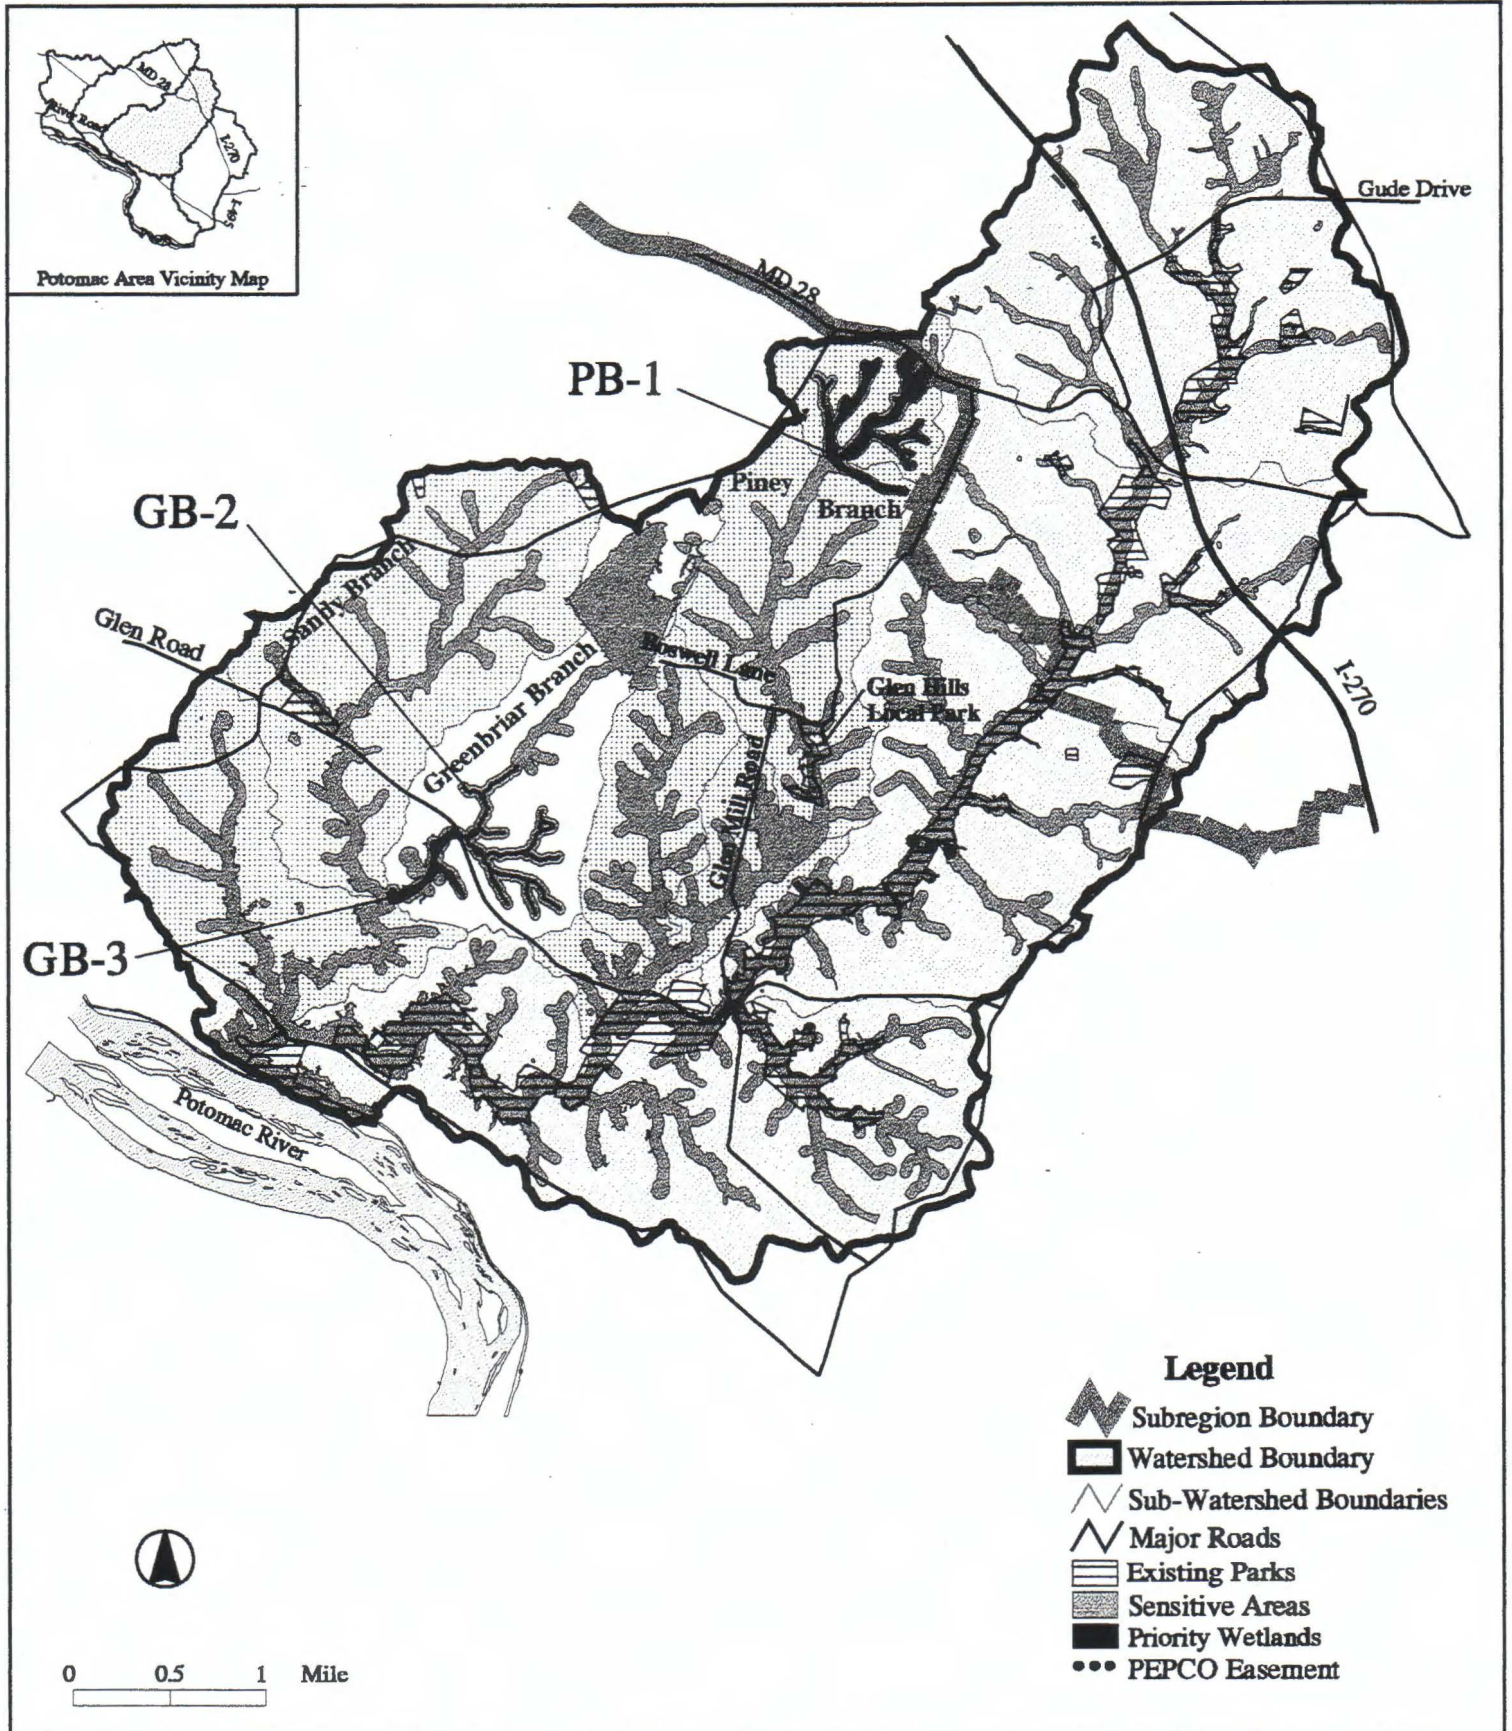 MD 28
River Road
I-270
I-495
Potomac Area Vicinity Map
Gude Drive
MD 28
PB-1
Piney
Branch
GB-2
Sandy Branch
Glen Road
Boswell Lane
Greenbriar Branch
Glen Hills
Local Park
I-270
Glen Mill Road
GB-3
Potomac River
Legend
Subregion Boundary
Watershed Boundary
Sub-Watershed Boundaries
Major Roads
Existing Parks
Sensitive Areas
Priority Wetlands
PEPCO Easement
0 0.5 1 Mile